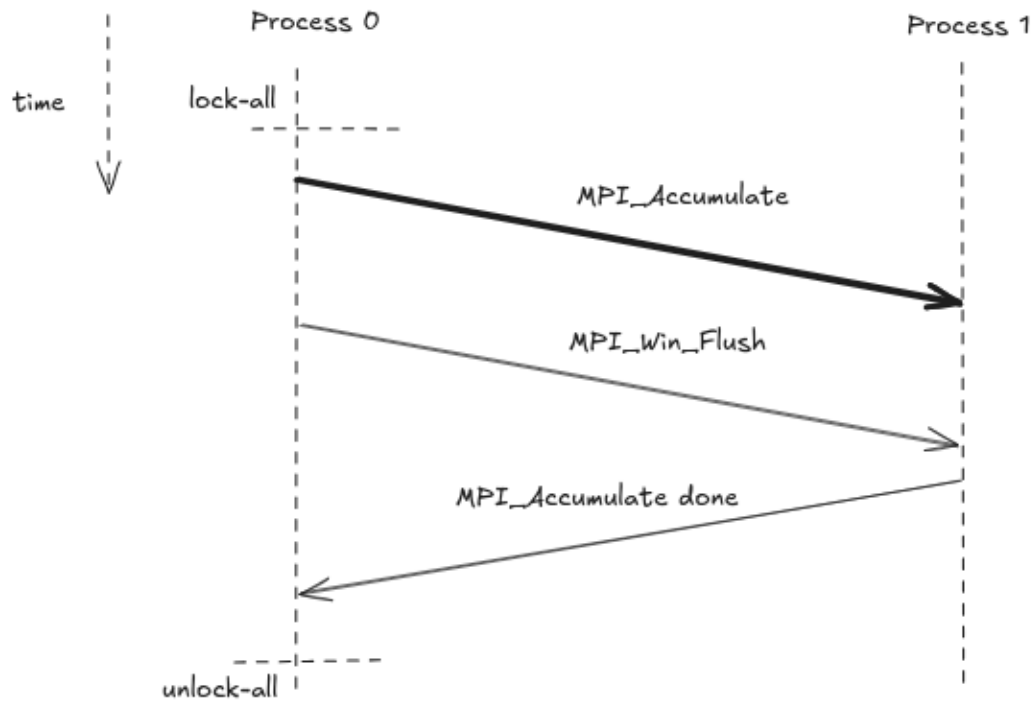 Process 0
Process 1
time
lock-all
MPI_Accumulate
MPI_Win_Flush
MPI_Accumulate done
unlock-all